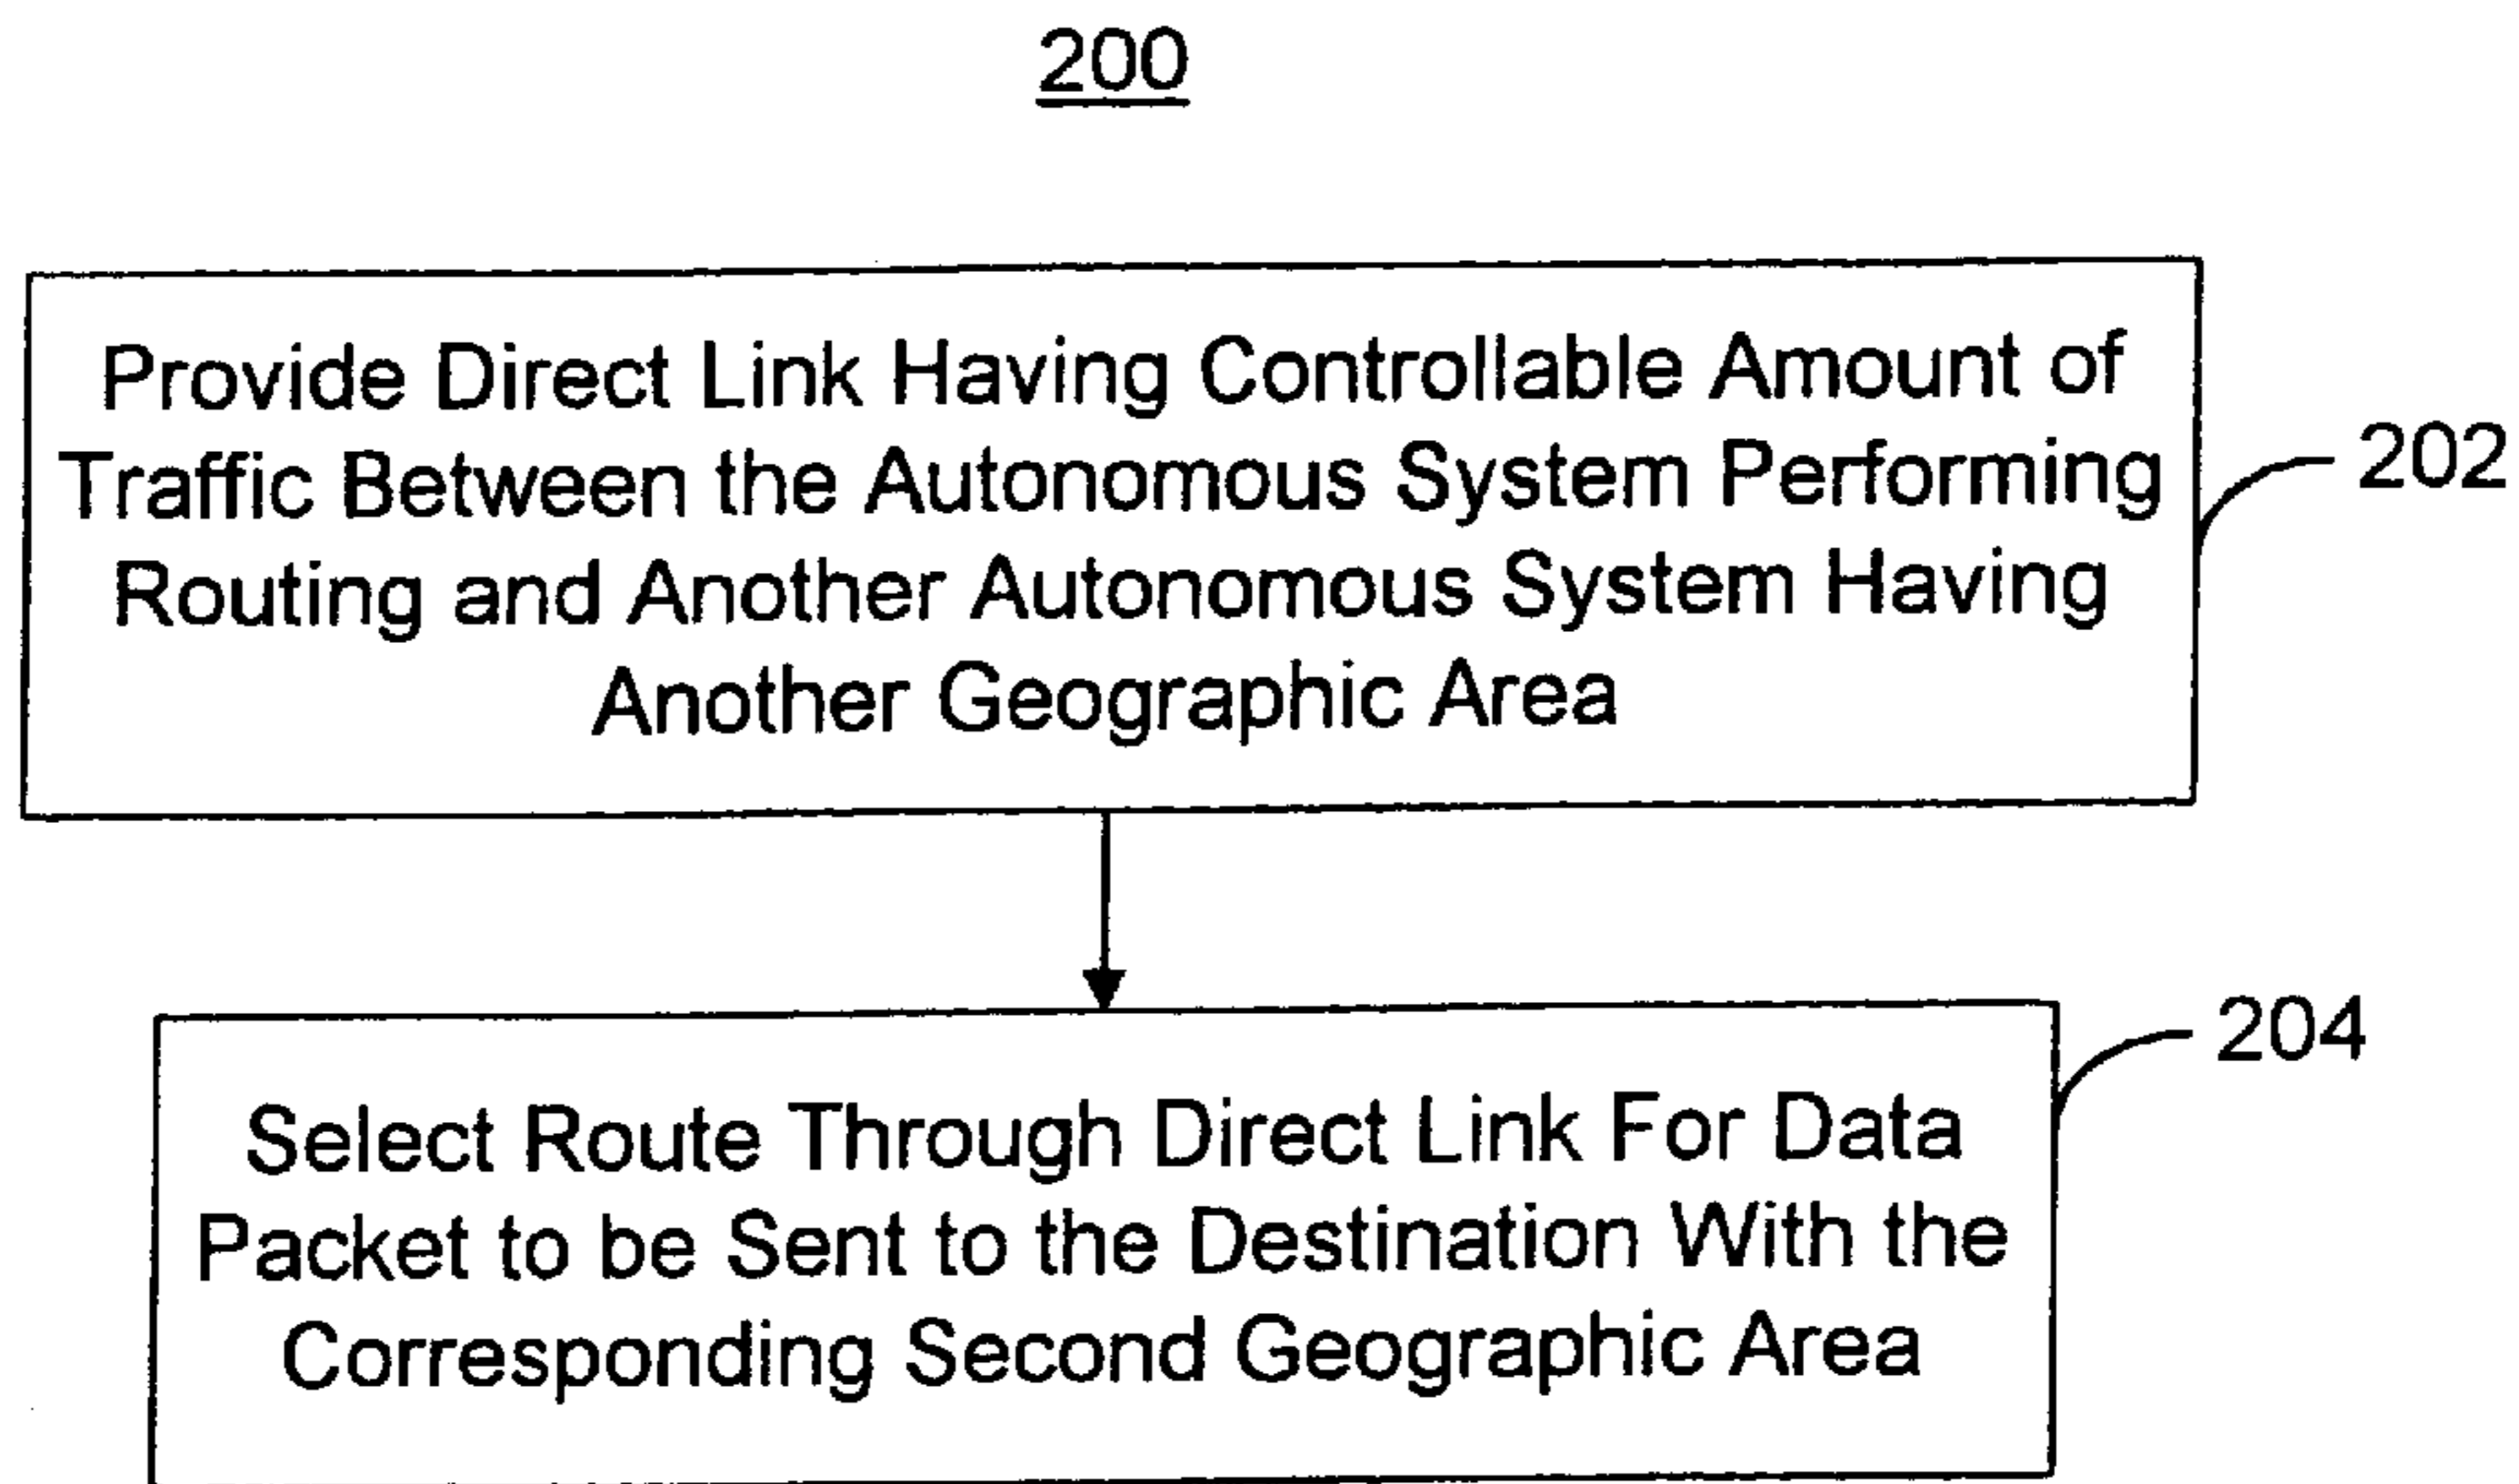 200
Provide Direct Link Having Controllable Amount of
Traffic Between the Autonomous System Performing
Routing and Another Autonomous System Having
Another Geographic Area
202
Select Route Through Direct Link For Data
Packet to be Sent to the Destination With the
Corresponding Second Geographic Area
204